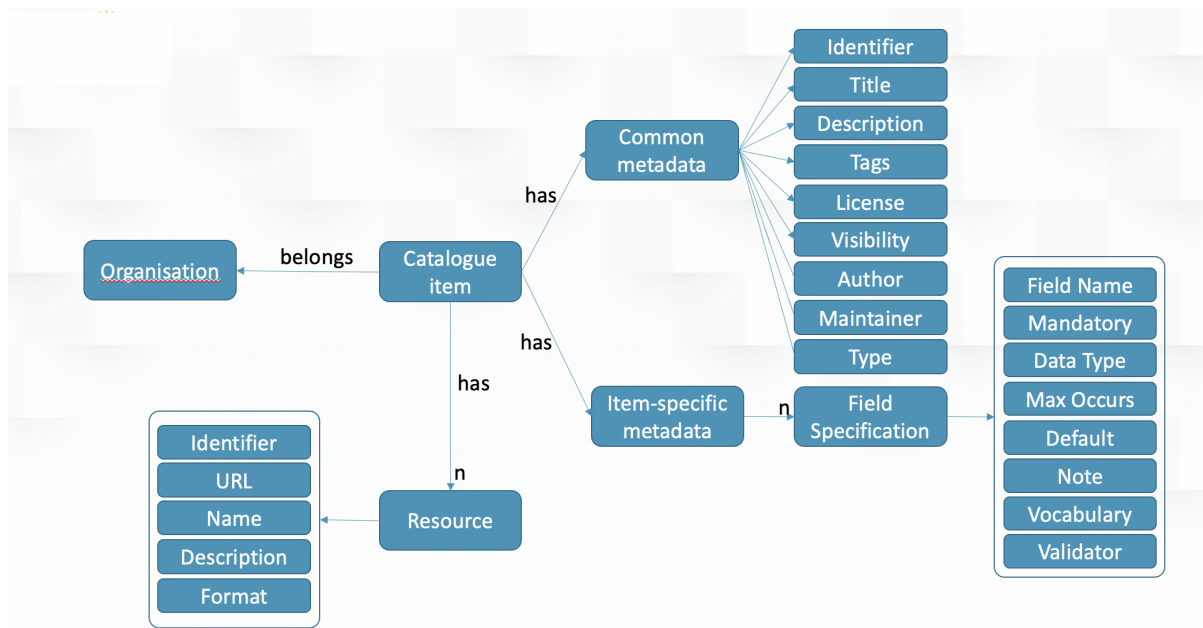 Identifier
Title
Description
Tags
License
Visibility
Author
Maintainer
Type
Common
metadata
has
belongs
Organisation
Catalogue
item
has
has
Item-specific
metadata
n
Field
Specification
Field Name
Mandatory
Data Type
Max Occurs
Default
Note
Vocabulary
Validator
n
Resource
Identifier
URL
Name
Description
Format